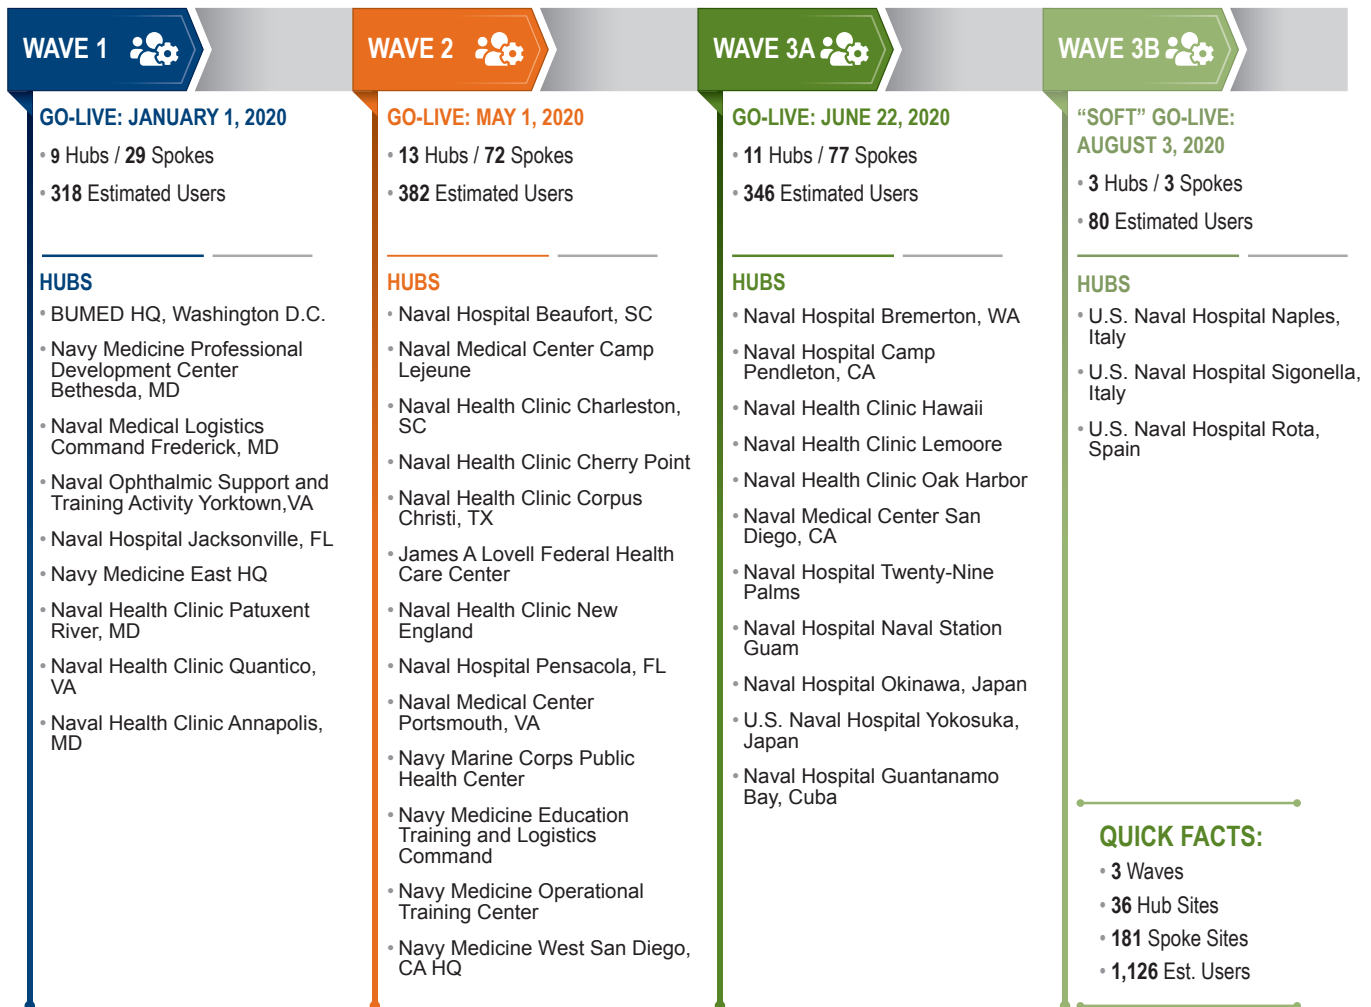 WAVE 1
GO-LIVE: JANUARY 1, 2020
• 9 Hubs / 29 Spokes
• 318 Estimated Users
HUBS
• BUMED HQ, Washington D.C.
• Navy Medicine Professional
Development Center
Bethesda, MD
• Naval Medical Logistics
Command Frederick, MD
• Naval Ophthalmic Support and
Training Activity Yorktown,VA
• Naval Hospital Jacksonville, FL
• Navy Medicine East HQ
• Naval Health Clinic Patuxent
River, MD
• Naval Health Clinic Quantico,
VA
• Naval Health Clinic Annapolis,
MD
WAVE 2
GO-LIVE: MAY 1, 2020
• 13 Hubs / 72 Spokes
• 382 Estimated Users
HUBS
• Naval Hospital Beaufort, SC
• Naval Medical Center Camp
Lejeune
• Naval Health Clinic Charleston,
SC
• Naval Health Clinic Cherry Point
• Naval Health Clinic Corpus
Christi, TX
• James A Lovell Federal Health
Care Center
• Naval Health Clinic New
England
• Naval Hospital Pensacola, FL
• Naval Medical Center
Portsmouth, VA
• Navy Marine Corps Public
Health Center
• Navy Medicine Education
Training and Logistics
Command
• Navy Medicine Operational
Training Center
• Navy Medicine West San Diego,
CA HQ
WAVE 3A
GO-LIVE: JUNE 22, 2020
• 11 Hubs / 77 Spokes
• 346 Estimated Users
HUBS
• Naval Hospital Bremerton, WA
• Naval Hospital Camp
Pendleton, CA
• Naval Health Clinic Hawaii
• Naval Health Clinic Lemoore
• Naval Health Clinic Oak Harbor
• Naval Medical Center San
Diego, CA
• Naval Hospital Twenty-Nine
Palms
• Naval Hospital Naval Station
Guam
• Naval Hospital Okinawa, Japan
• U.S. Naval Hospital Yokosuka,
Japan
• Naval Hospital Guantanamo
Bay, Cuba
WAVE 3B
“SOFT” GO-LIVE:
AUGUST 3, 2020
• 3 Hubs / 3 Spokes
• 80 Estimated Users
HUBS
• U.S. Naval Hospital Naples,
Italy
• U.S. Naval Hospital Sigonella,
Italy
• U.S. Naval Hospital Rota,
Spain
QUICK FACTS:
• 3 Waves
• 36 Hub Sites
• 181 Spoke Sites
• 1,126 Est. Users